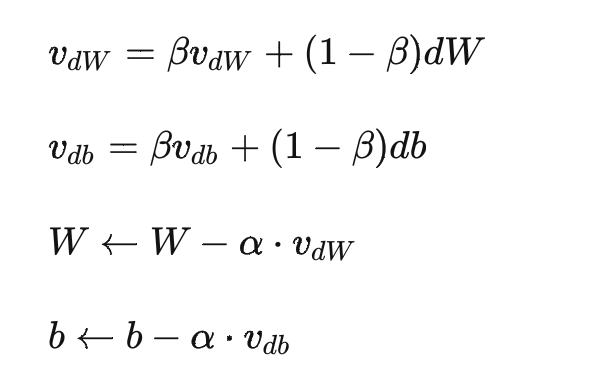 v_{dW} = βv_{dW} + (1 − β)dW
v_{db} = βv_{db} + (1 − β)db
W ← W − α · v_{dW}
b ← b − α · v_{db}